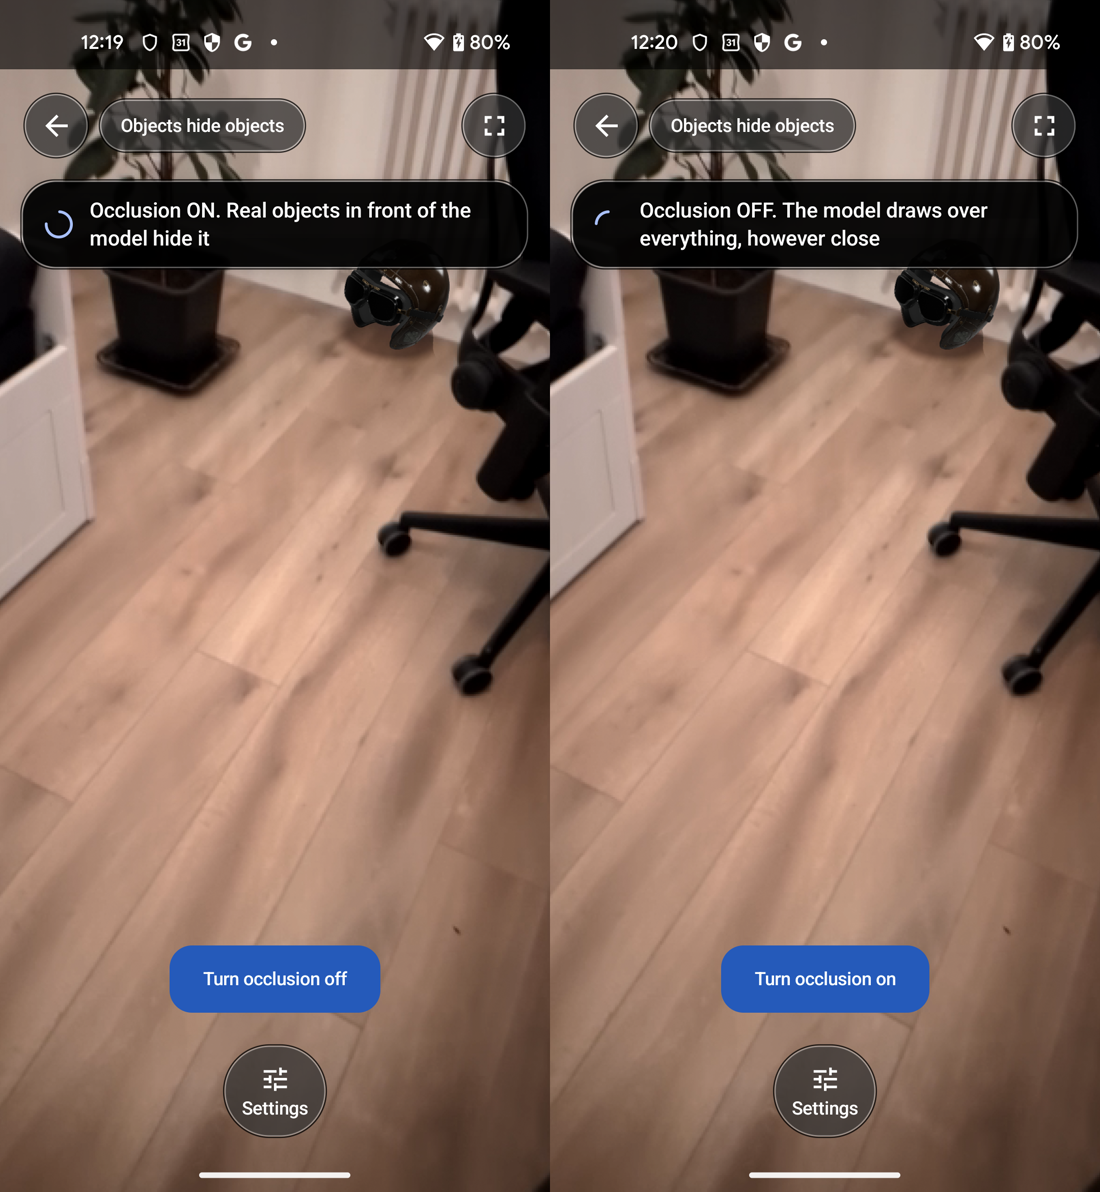 12:19
31
G
80%
Objects hide objects
Occlusion ON. Real objects in front of the
model hide it
Turn occlusion off
Settings
12:20
31
G
80%
Objects hide objects
Occlusion OFF. The model draws over
everything, however close
Turn occlusion on
Settings